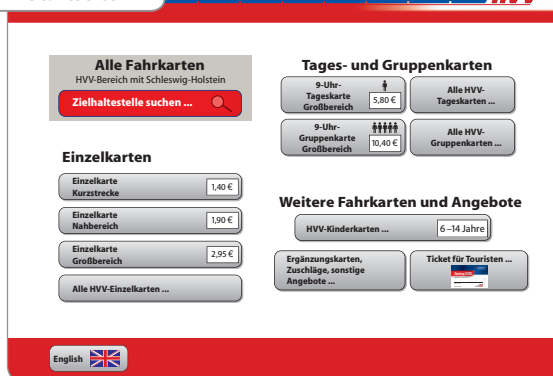 Alle Fahrkarten
HVV-Bereich mit Schleswig-Holstein
Zielhaltestelle suchen ...
Einzelkarten
Einzelkarte
Kurzstrecke
1,40 €
Einzelkarte
Nahbereich
1,90 €
Einzelkarte
Großbereich
2,95 €
Alle HVV-Einzelkarten ...
Tages- und Gruppenkarten
9-Uhr-
Tageskarte
Großbereich
5,80 €
Alle HVV-
Tageskarten ...
9-Uhr-
Gruppenkarte
Großbereich
10,40 €
Alle HVV-
Gruppenkarten ...
Weitere Fahrkarten und Angebote
HVV-Kinderkarten ...
6 –14 Jahre
Ergänzungskarten,
Zuschläge, sonstige
Angebote ...
Ticket für Touristen ...
English